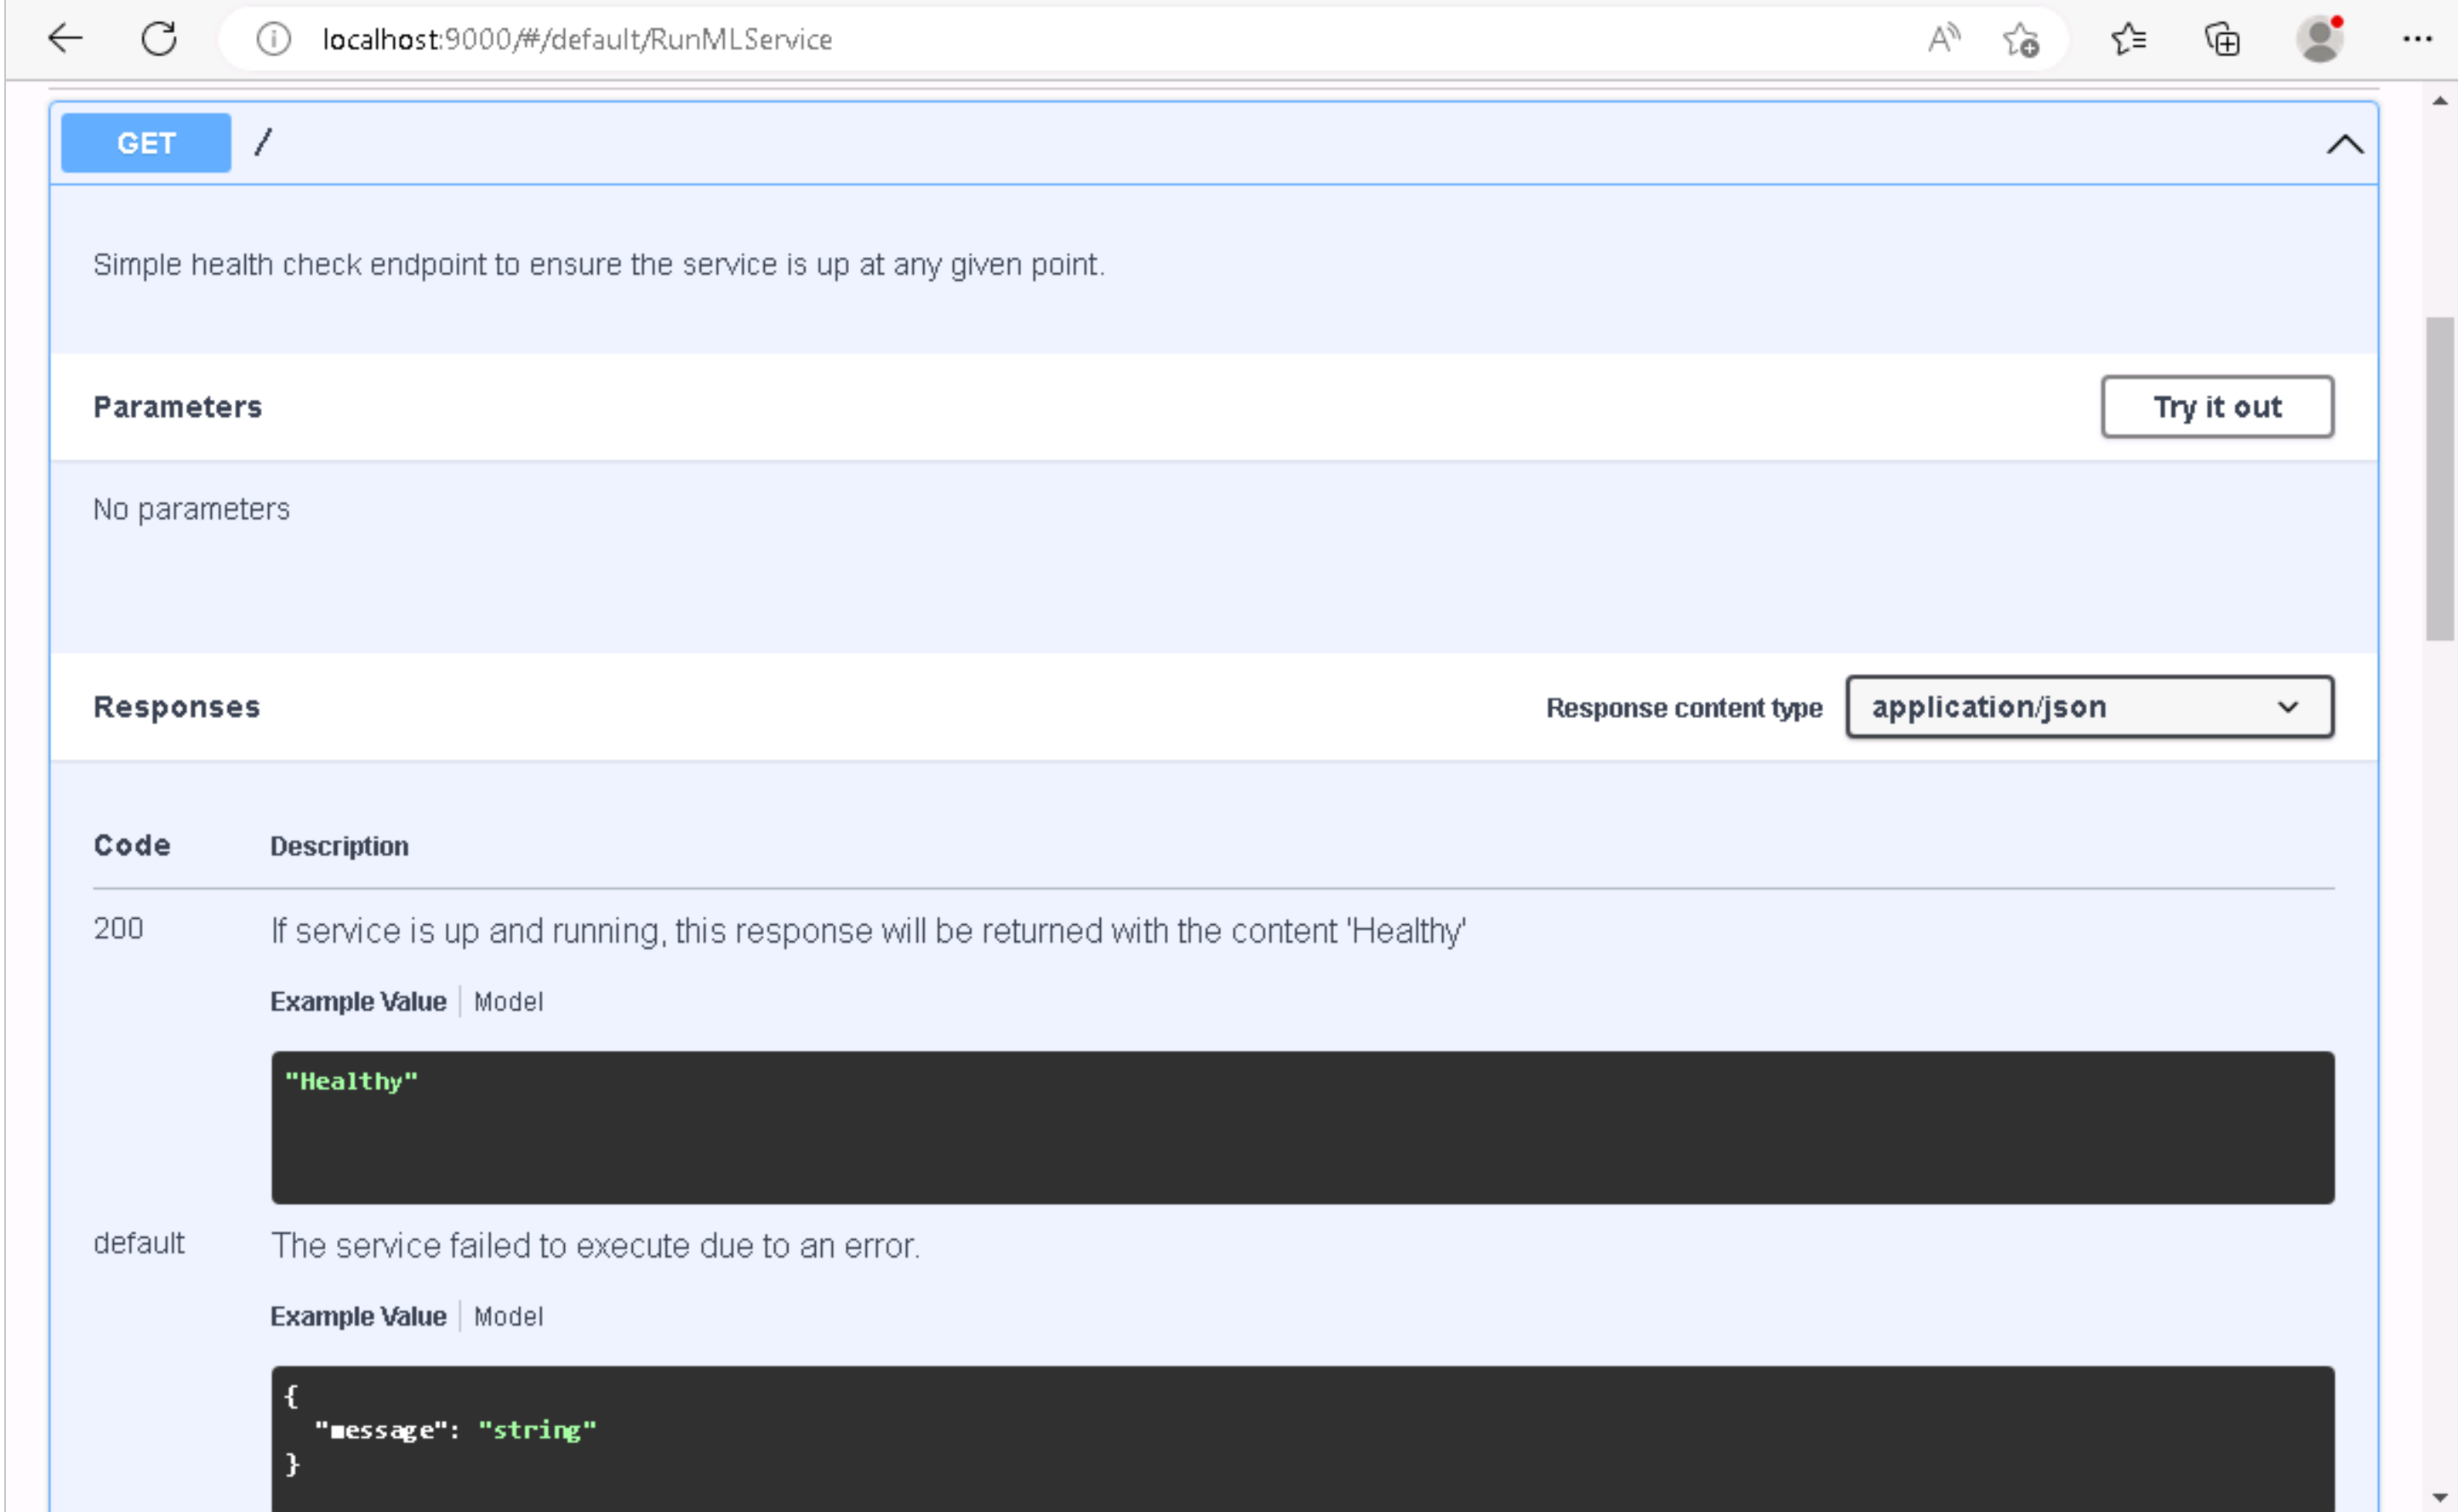 localhost:9000/#/default/RunMLService
GET /
Simple health check endpoint to ensure the service is up at any given point.
Parameters Try it out
No parameters
Responses Response content type application/json
Code Description
200 If service is up and running, this response will be returned with the content 'Healthy'
Example Value Model
"Healthy"
default The service failed to execute due to an error.
Example Value Model
{
"message": "string"
}